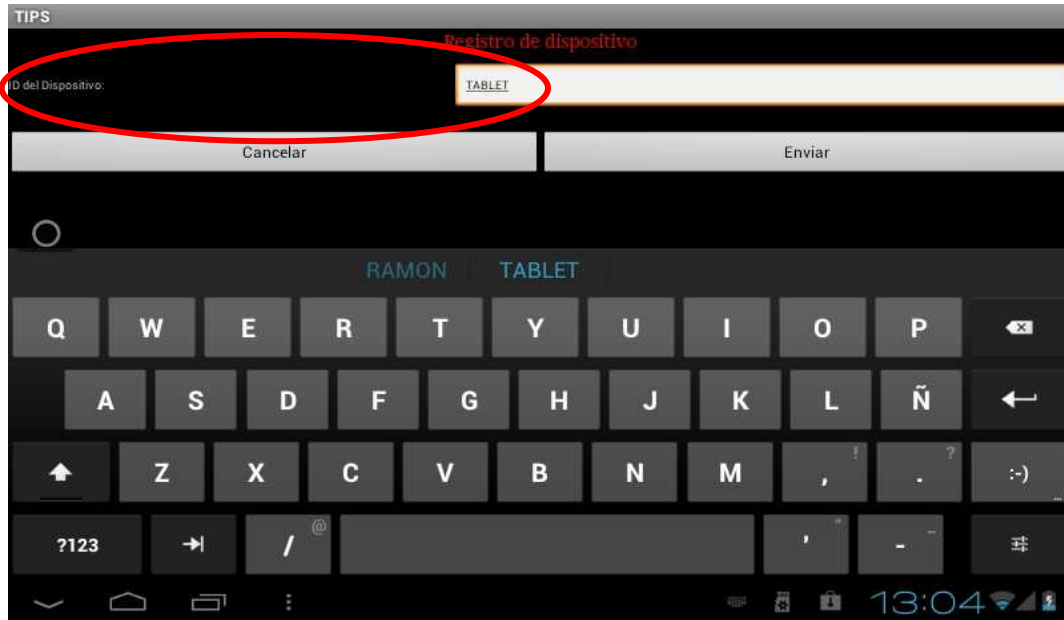 TIPS
Registro de dispositivo
ID del Dispositivo: TABLET
Cancelar Enviar
RAMON TABLET
Q W E R T Y U I O P
A S D F G H J K L Ñ
Z X C V B N M , ! . ? :-) ...
?123 / @ ' " - _
13:04